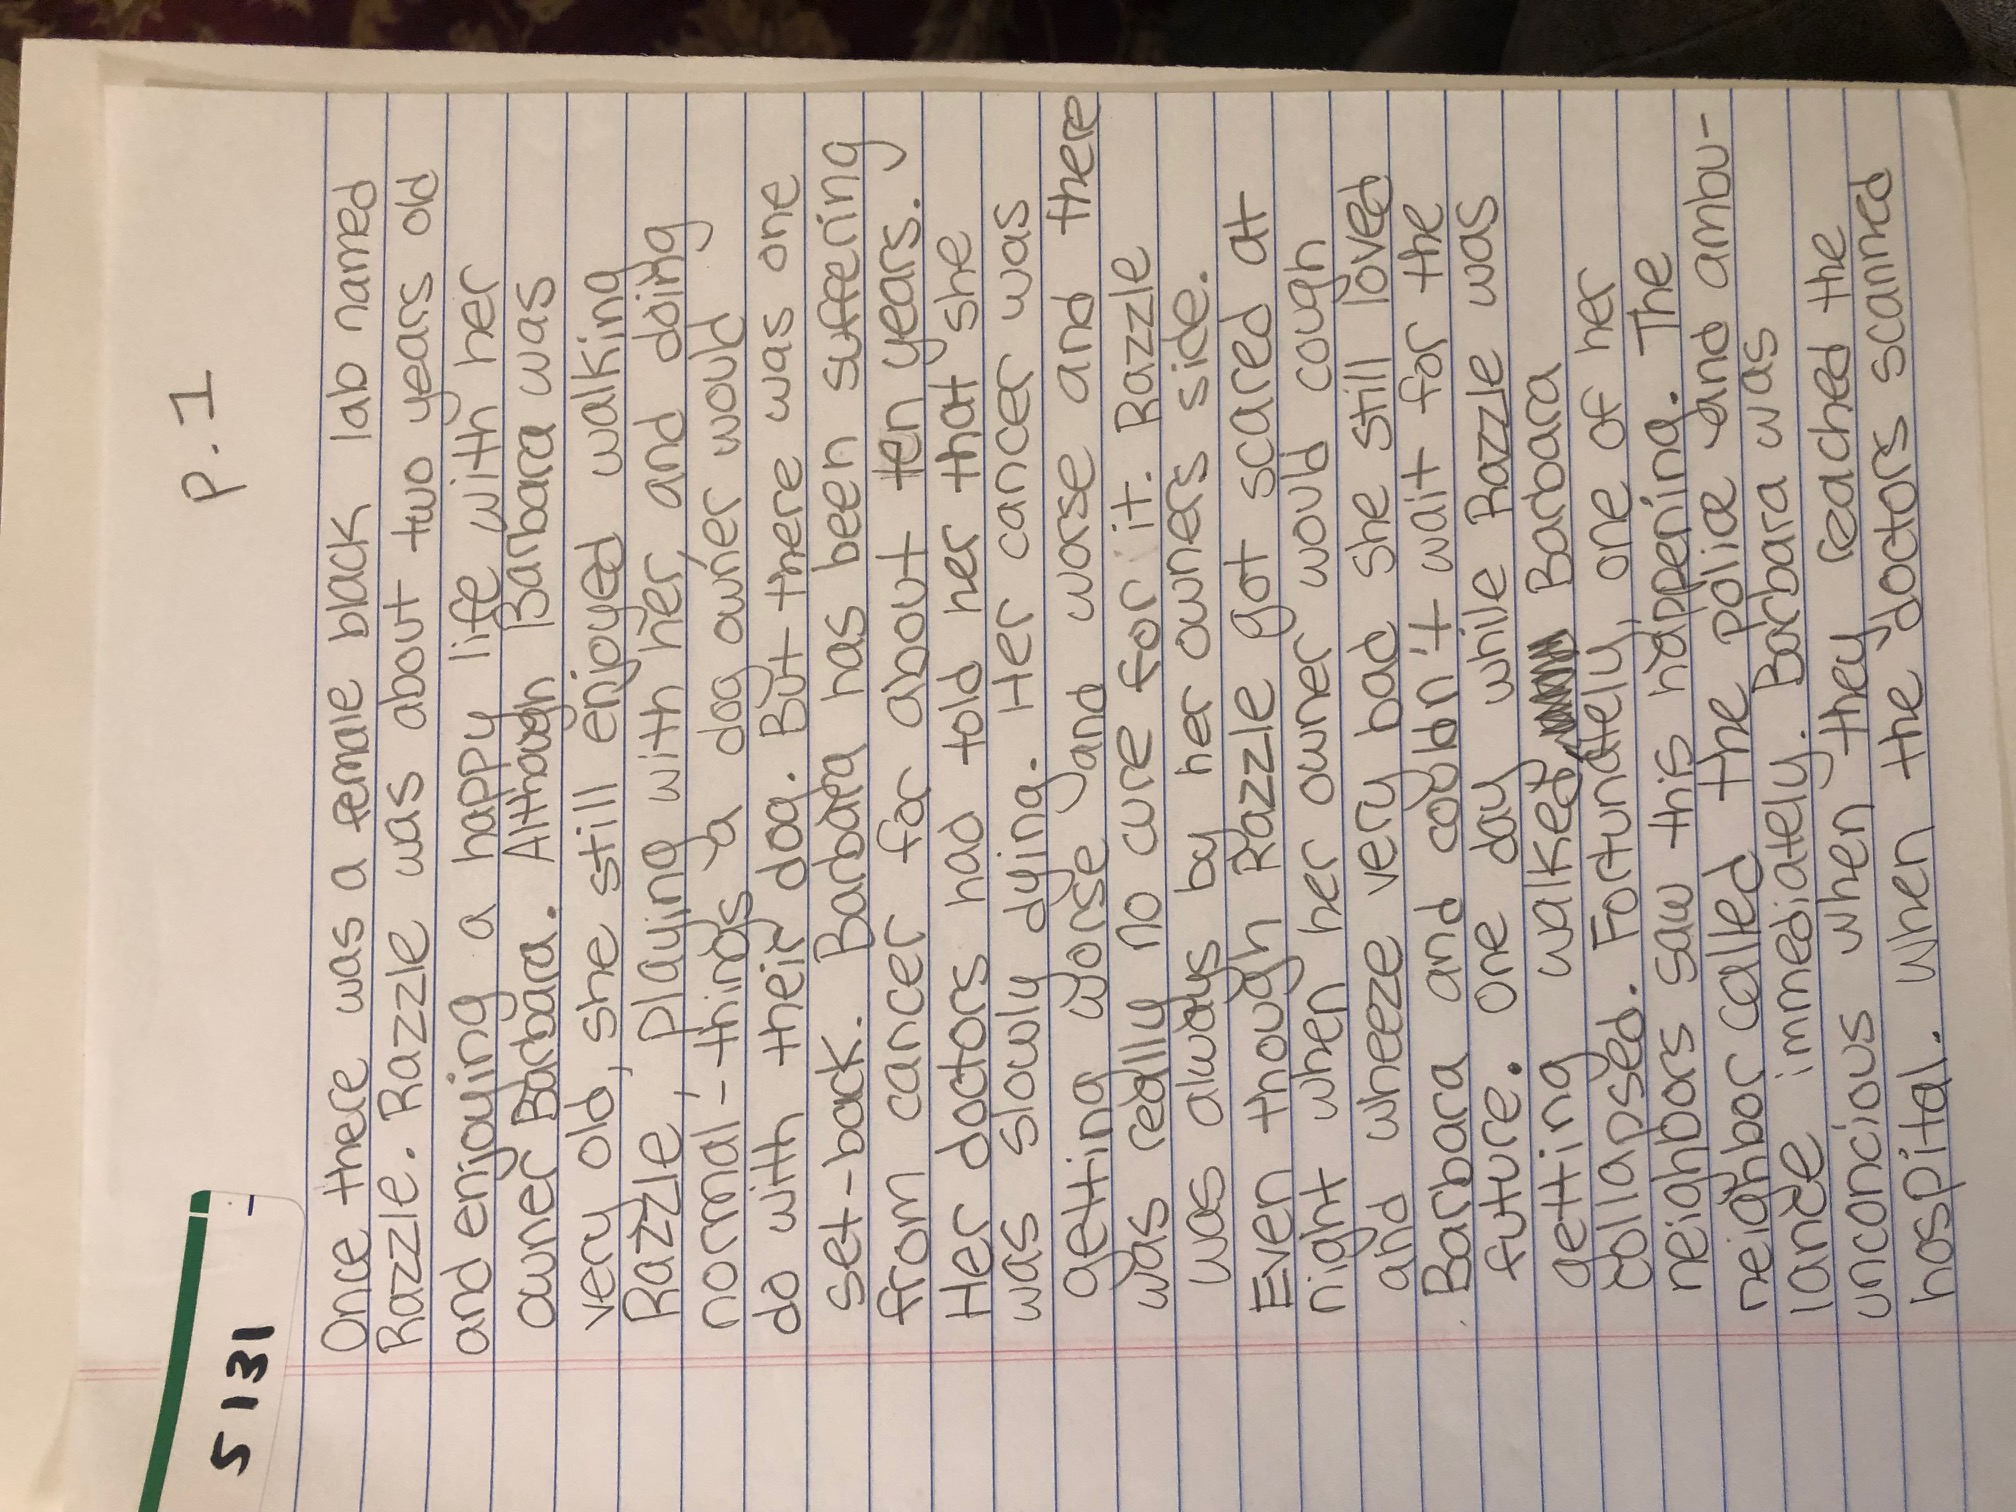 5131
p. 1
Once there was a female black lab named
Razzle. Razzle was about two years old
and enjoying a happy life with her
owner Barbara. Although Barbara was
very old, she still enjoyed walking
Razzle, playing with her, and doing
normal-things a dog owner would
do with their dog. But there was one
set-back. Barbara has been suffering
from cancer for about ten years.
Her doctors had told her that she
was slowly dying. Her cancer was
getting worse and worse and there
was really no cure for it. Razzle
was always by her owners side.
Even though Razzle got scared at
night when her owner would cough
and wheeze very bad she still loved
Barbara and couldn't wait for the
future. One day while Razzle was
getting walked, Barbara
collapsed. Fortunately, one of her
neighbors saw this happening. The
neighbor called the police and ambu-
lance immediately. Barbara was
unconcious when they reached the
hospital. When the doctors scanned